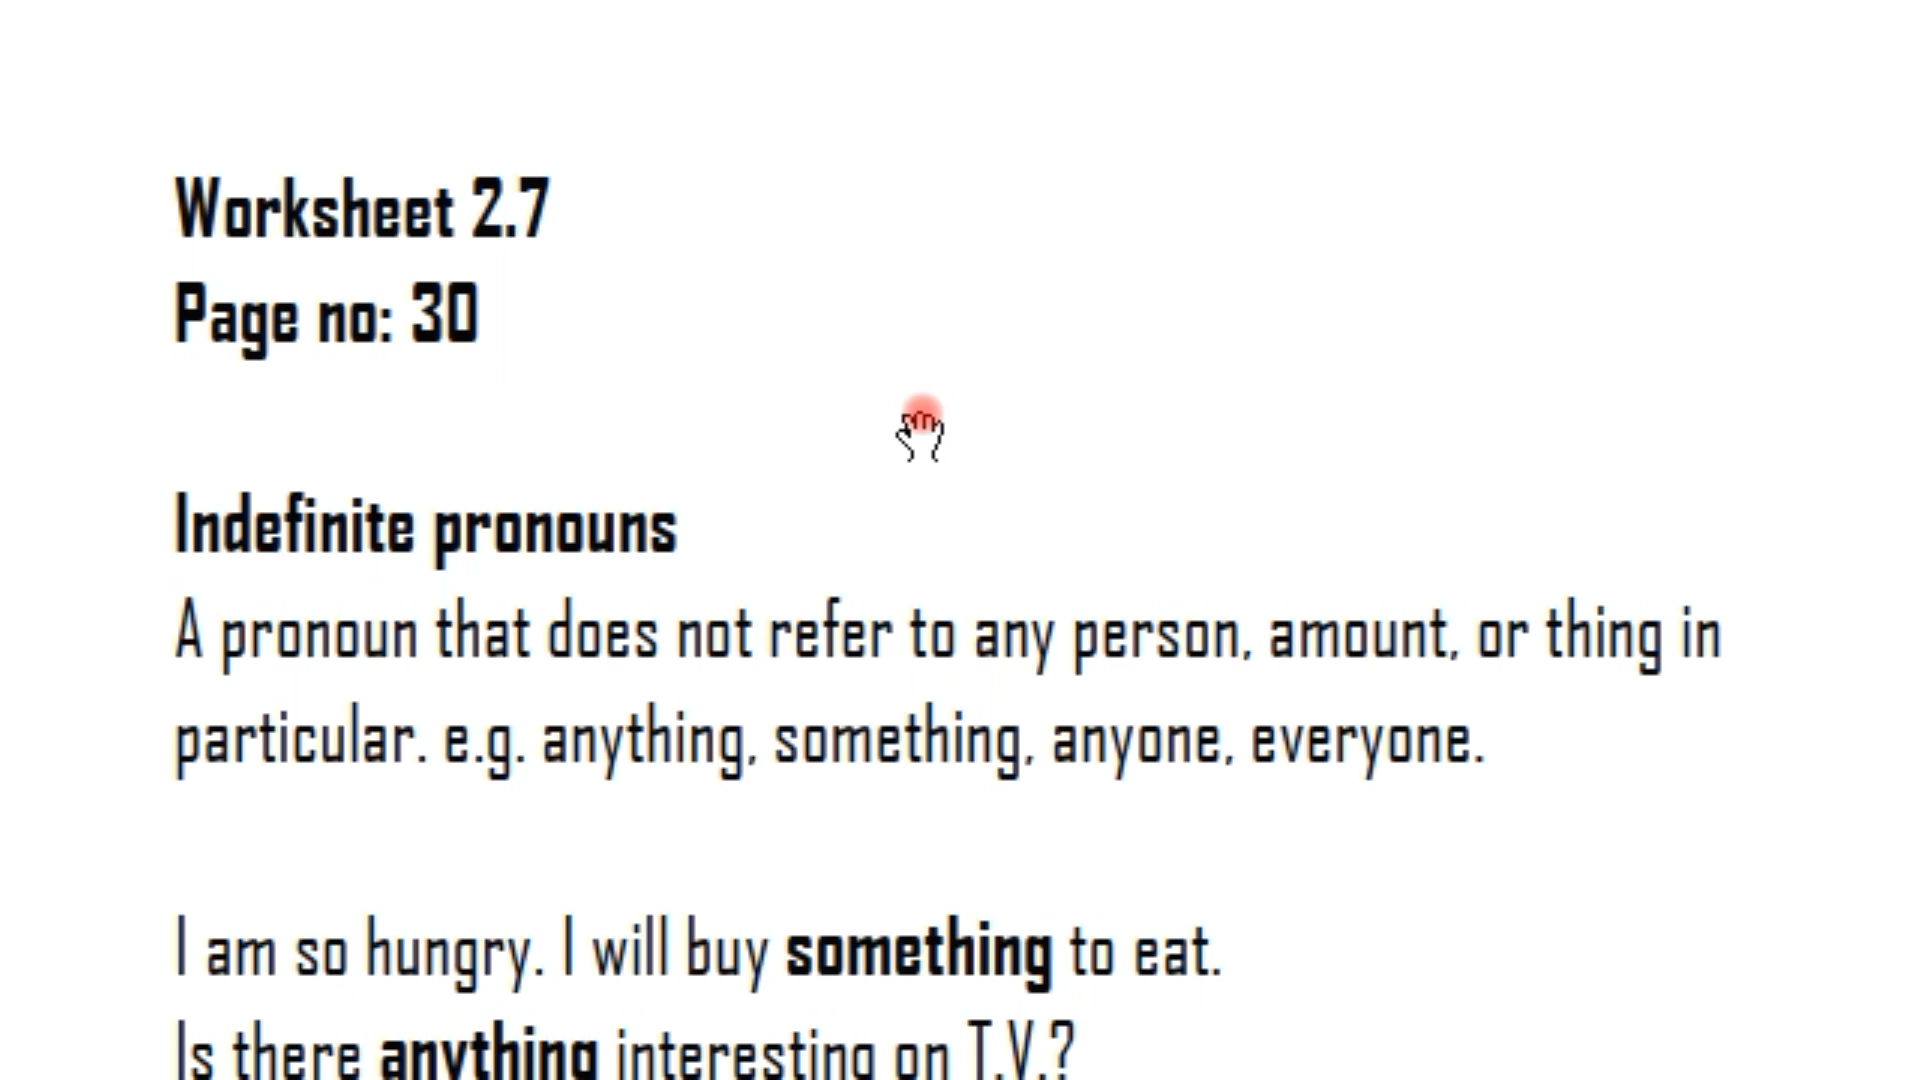 Worksheet 2.7
Page no: 30
Indefinite pronouns
A pronoun that does not refer to any person, amount, or thing in
particular. e.g. anything, something, anyone, everyone.
I am so hungry. I will buy something to eat.
Is there anything interesting on T.V.?